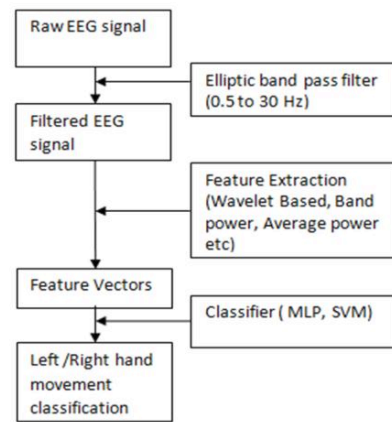 Raw EEG signal
Elliptic band pass filter
(0.5 to 30 Hz)
Filtered EEG
signal
Feature Extraction
(Wavelet Based, Band
power, Average power
etc)
Feature Vectors
Classifier ( MLP, SVM)
Left /Right hand
movement
classification